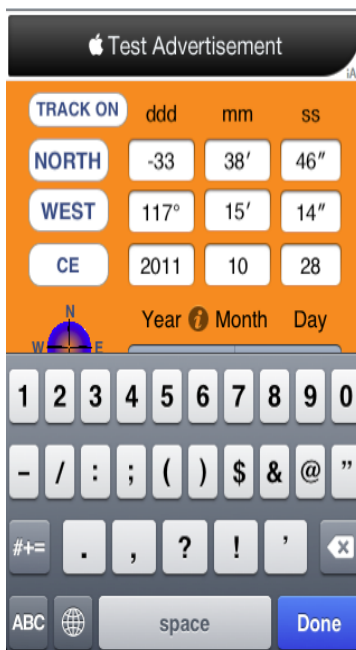 Test Advertisement
iA
TRACK ON ddd mm ss
NORTH -33 38′ 46″
WEST 117° 15′ 14″
CE 2011 10 28
N
W E
Year i Month Day
1 2 3 4 5 6 7 8 9 0
- / : ; ( ) $ & @ ”
#+= . , ? ! ’
ABC space Done